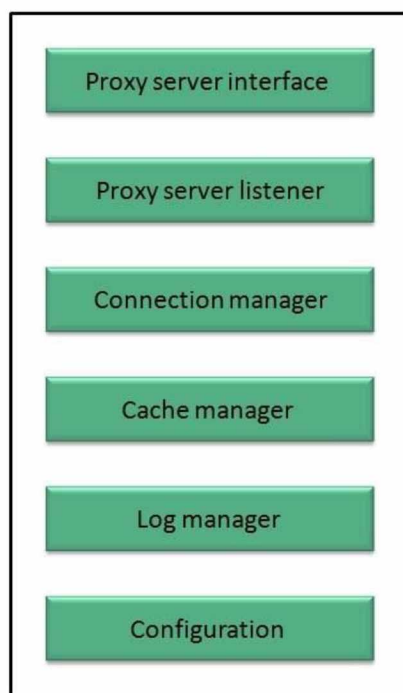 Proxy server interface
Proxy server listener
Connection manager
Cache manager
Log manager
Configuration